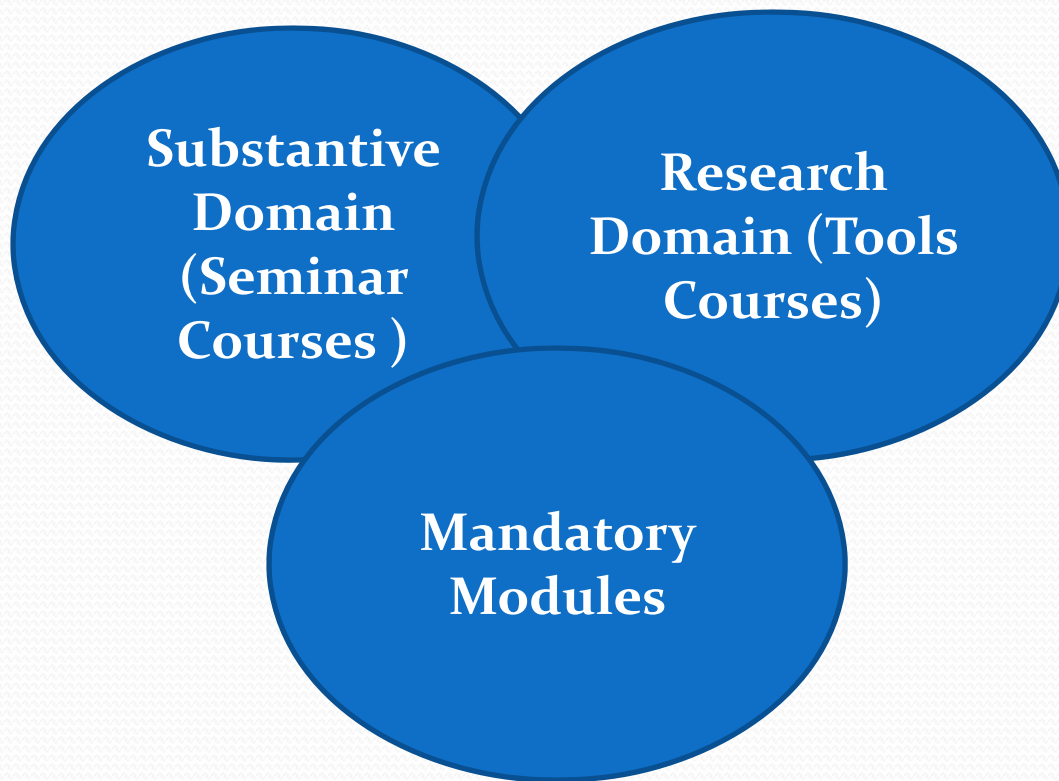 Substantive
Domain
(Seminar
Courses )
Research
Domain (Tools
Courses)
Mandatory
Modules